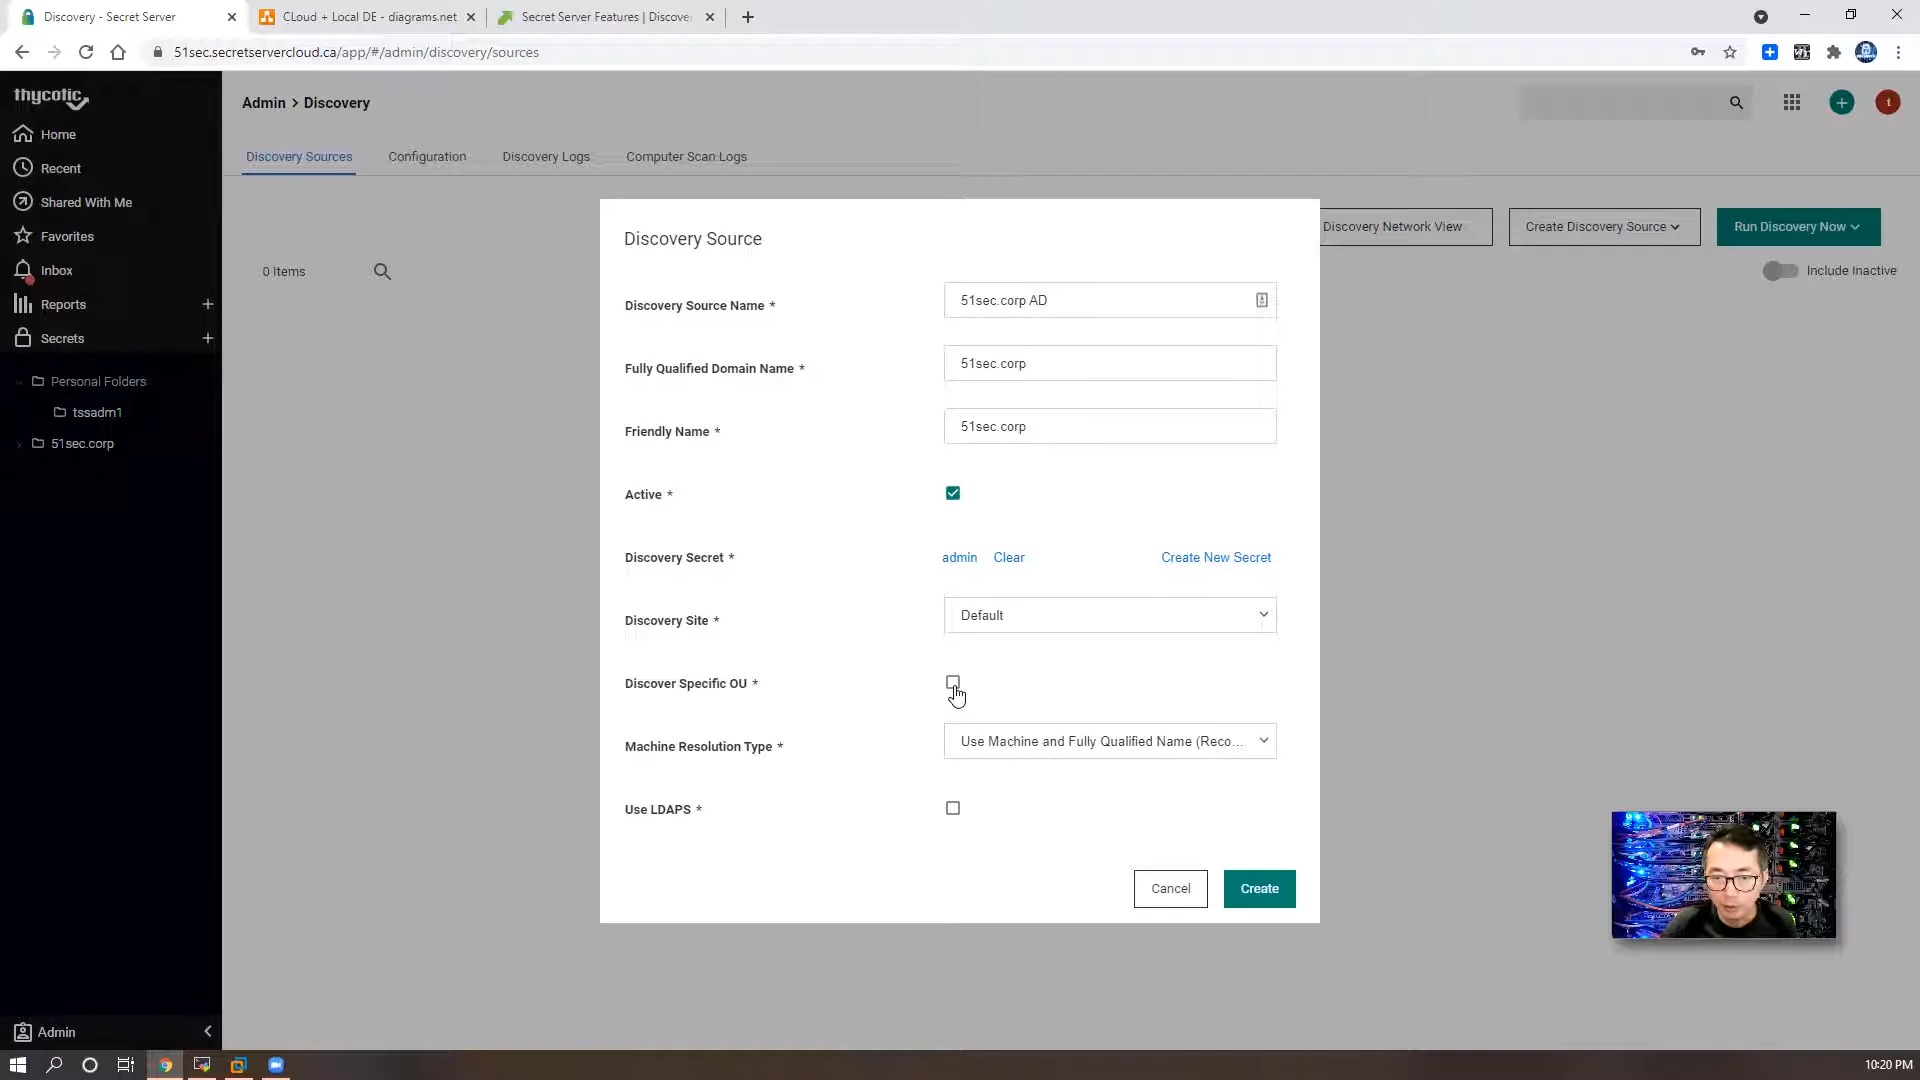 Discovery - Secret Server
CLoud + Local DE - diagrams.net
Secret Server Features | Discove
51sec.secretservercloud.ca/app/#/admin/discovery/sources
thycotic
Admin > Discovery
t
Home
Recent
Shared With Me
Favorites
Inbox
Reports
Secrets
Personal Folders
tssadm1
51sec.corp
Admin
Discovery Sources
Configuration
Discovery Logs
Computer Scan Logs
Discovery Network View
Create Discovery Source
Run Discovery Now
0 Items
Include Inactive
Discovery Source
Discovery Source Name *
51sec.corp AD
Fully Qualified Domain Name *
51sec.corp
Friendly Name *
51sec.corp
Active *
Discovery Secret *
admin Clear Create New Secret
Discovery Site *
Default
Discover Specific OU *
Machine Resolution Type *
Use Machine and Fully Qualified Name (Reco...
Use LDAPS *
Cancel
Create
10:20 PM